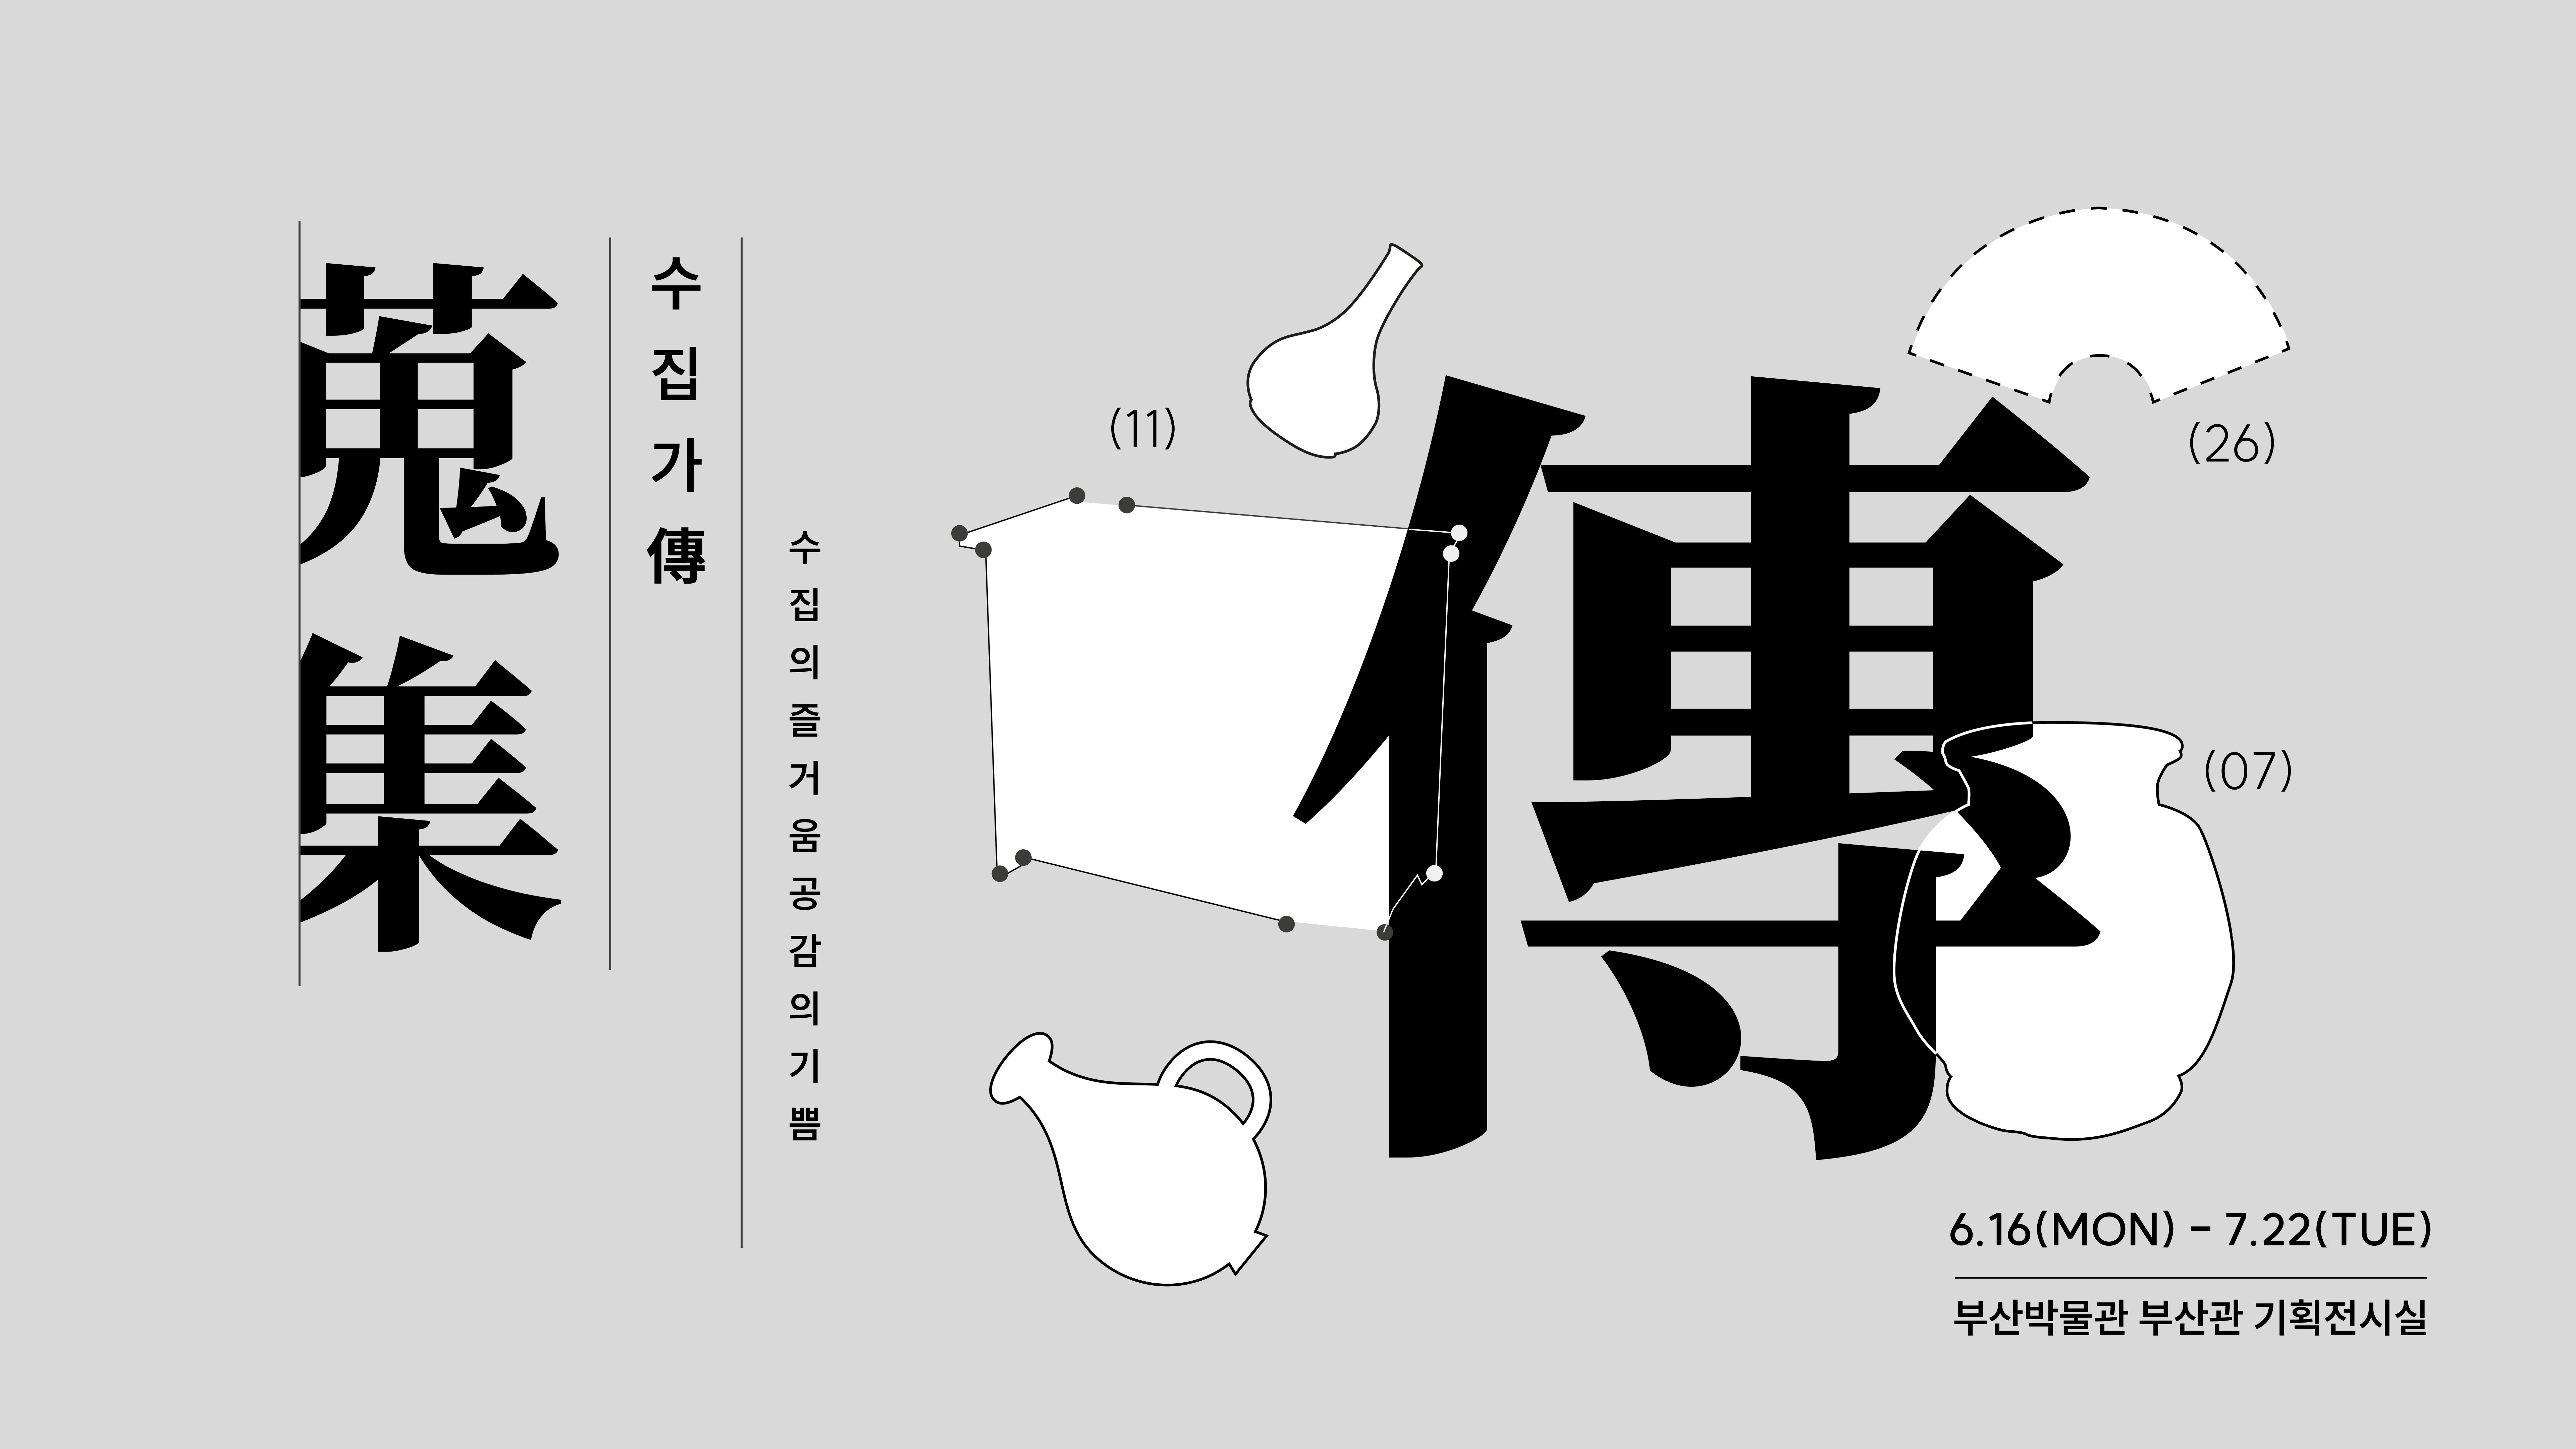 蒐集
수집가傳
수집의즐거움공감의기쁨
傳
(11)
(26)
(07)
6.16(MON) - 7.22(TUE)
부산박물관 부산관 기획전시실